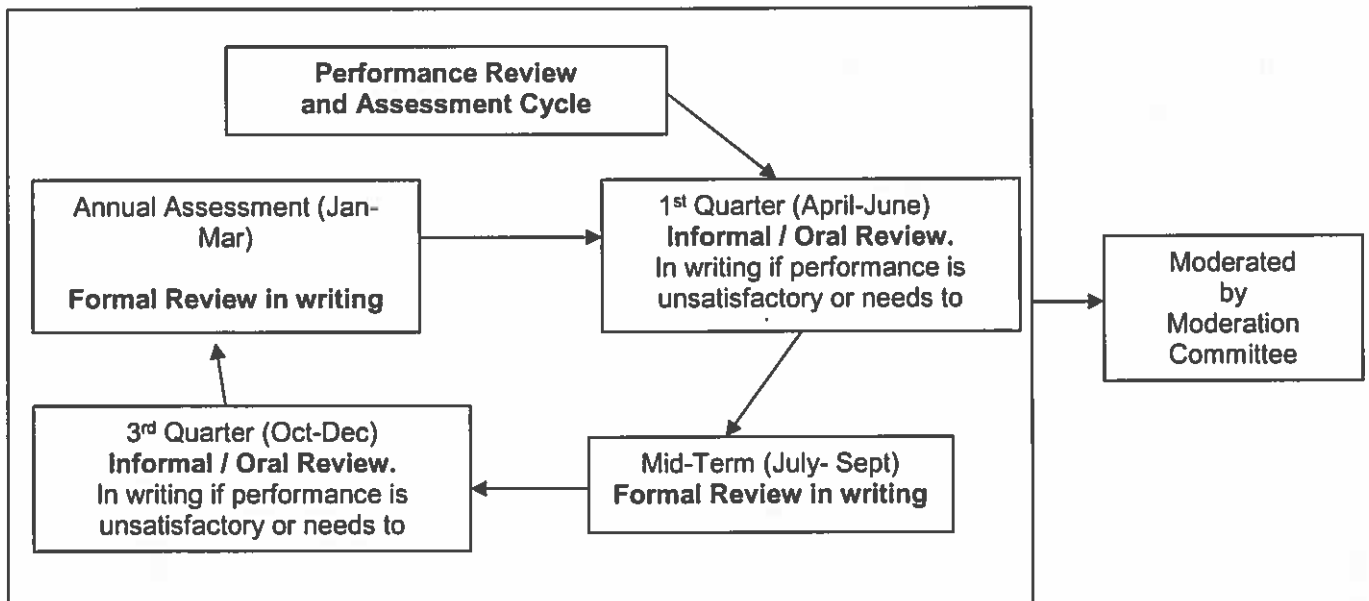 Performance Review
and Assessment Cycle
Annual Assessment (Jan-
Mar)
Formal Review in writing
1st Quarter (April-June)
Informal / Oral Review.
In writing if performance is
unsatisfactory or needs to
Moderated
by
Moderation
Committee
3rd Quarter (Oct-Dec)
Informal / Oral Review.
In writing if performance is
unsatisfactory or needs to
Mid-Term (July- Sept)
Formal Review in writing